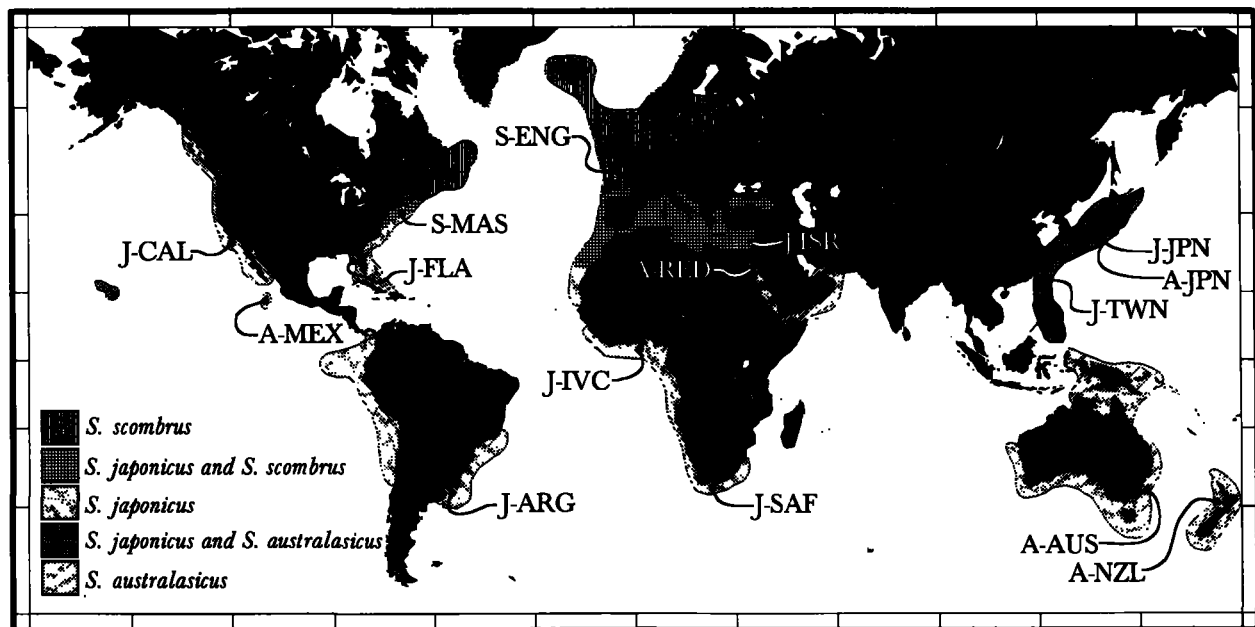 S-ENG
S-MAS
J-CAL
J-FLA
J-ISR
A-RED
J-JPN
A-JPN
J-TWN
A-MEX
J-IVC
S. scombrus
S. japonicus and S. scombrus
S. japonicus
S. japonicus and S. australasicus
S. australasicus
J-ARG
J-SAF
A-AUS
A-NZL